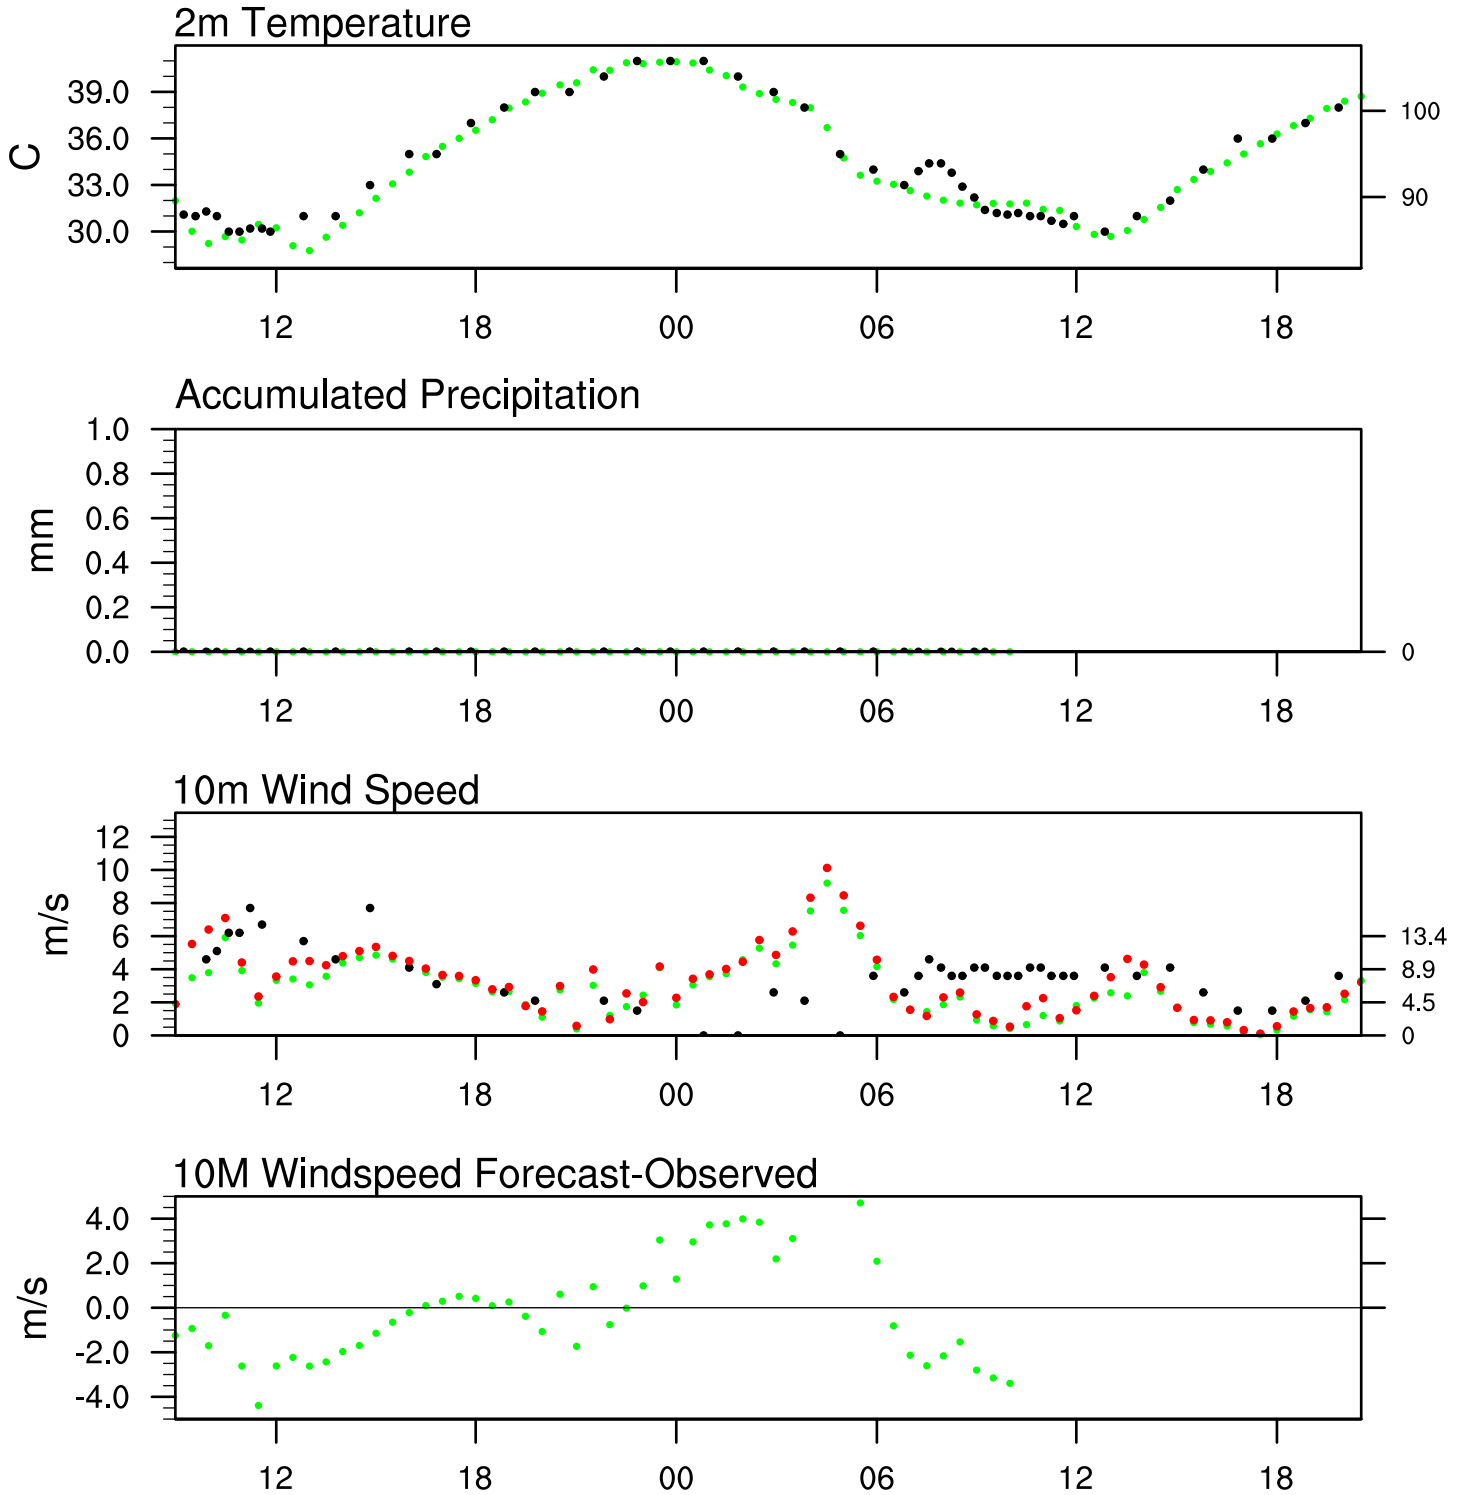 2m Temperature
39.0
36.0
33.0
30.0
C
100
90
12 18 00 06 12 18
Accumulated Precipitation
1.0
0.8
0.6
0.4
0.2
0.0
mm
0
12 18 00 06 12 18
10m Wind Speed
12
10
8
6
4
2
0
m/s
13.4
8.9
4.5
0
12 18 00 06 12 18
10M Windspeed Forecast-Observed
4.0
2.0
0.0
-2.0
-4.0
m/s
12 18 00 06 12 18